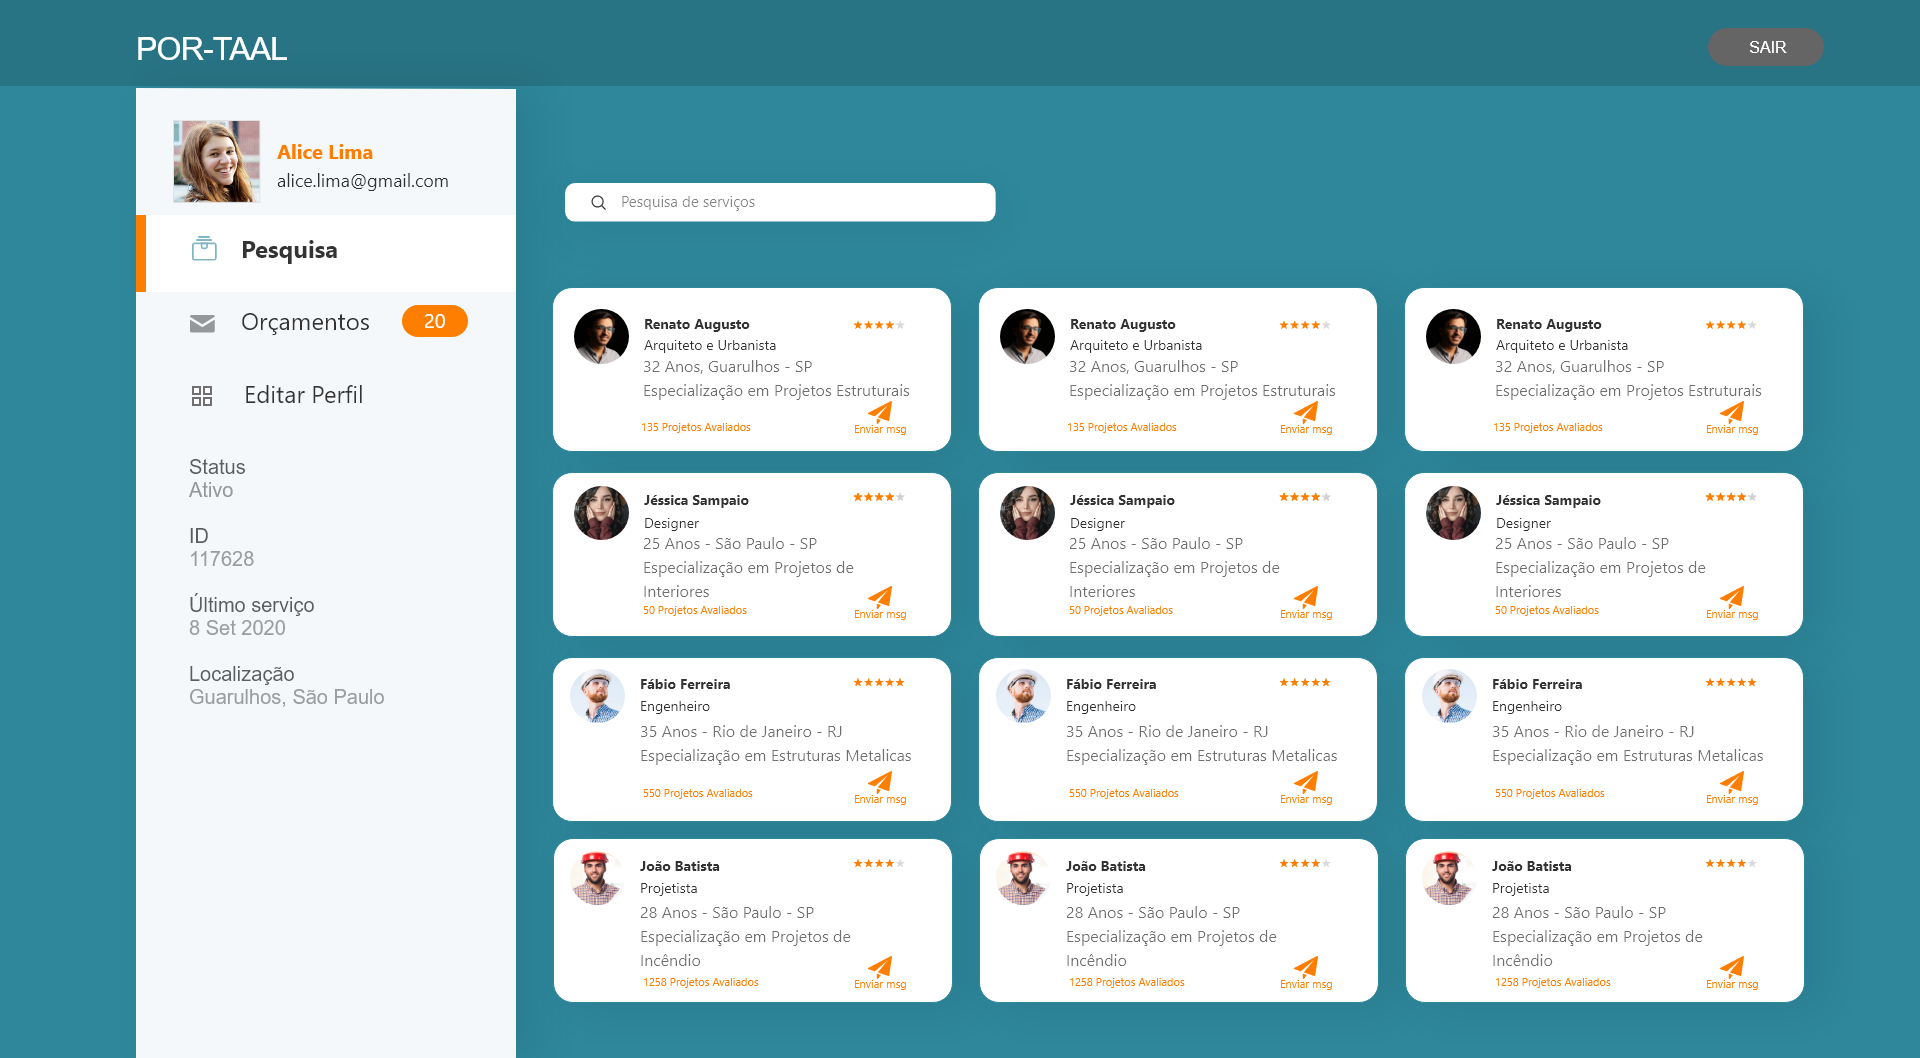 POR-TAAL
SAIR
Alice Lima
alice.lima@gmail.com
Pesquisa
Orçamentos 20
Editar Perfil
Status
Ativo
ID
117628
Último serviço
8 Set 2020
Localização
Guarulhos, São Paulo
Pesquisa de serviços
Renato Augusto
Arquiteto e Urbanista
32 Anos, Guarulhos - SP
Especialização em Projetos Estruturais
135 Projetos Avaliados
Enviar msg
Renato Augusto
Arquiteto e Urbanista
32 Anos, Guarulhos - SP
Especialização em Projetos Estruturais
135 Projetos Avaliados
Enviar msg
Renato Augusto
Arquiteto e Urbanista
32 Anos, Guarulhos - SP
Especialização em Projetos Estruturais
135 Projetos Avaliados
Enviar msg
Jéssica Sampaio
Designer
25 Anos - São Paulo - SP
Especialização em Projetos de
Interiores
50 Projetos Avaliados
Enviar msg
Jéssica Sampaio
Designer
25 Anos - São Paulo - SP
Especialização em Projetos de
Interiores
50 Projetos Avaliados
Enviar msg
Jéssica Sampaio
Designer
25 Anos - São Paulo - SP
Especialização em Projetos de
Interiores
50 Projetos Avaliados
Enviar msg
Fábio Ferreira
Engenheiro
35 Anos - Rio de Janeiro - RJ
Especialização em Estruturas Metalicas
550 Projetos Avaliados
Enviar msg
Fábio Ferreira
Engenheiro
35 Anos - Rio de Janeiro - RJ
Especialização em Estruturas Metalicas
550 Projetos Avaliados
Enviar msg
Fábio Ferreira
Engenheiro
35 Anos - Rio de Janeiro - RJ
Especialização em Estruturas Metalicas
550 Projetos Avaliados
Enviar msg
João Batista
Projetista
28 Anos - São Paulo - SP
Especialização em Projetos de
Incêndio
1258 Projetos Avaliados
Enviar msg
João Batista
Projetista
28 Anos - São Paulo - SP
Especialização em Projetos de
Incêndio
1258 Projetos Avaliados
Enviar msg
João Batista
Projetista
28 Anos - São Paulo - SP
Especialização em Projetos de
Incêndio
1258 Projetos Avaliados
Enviar msg